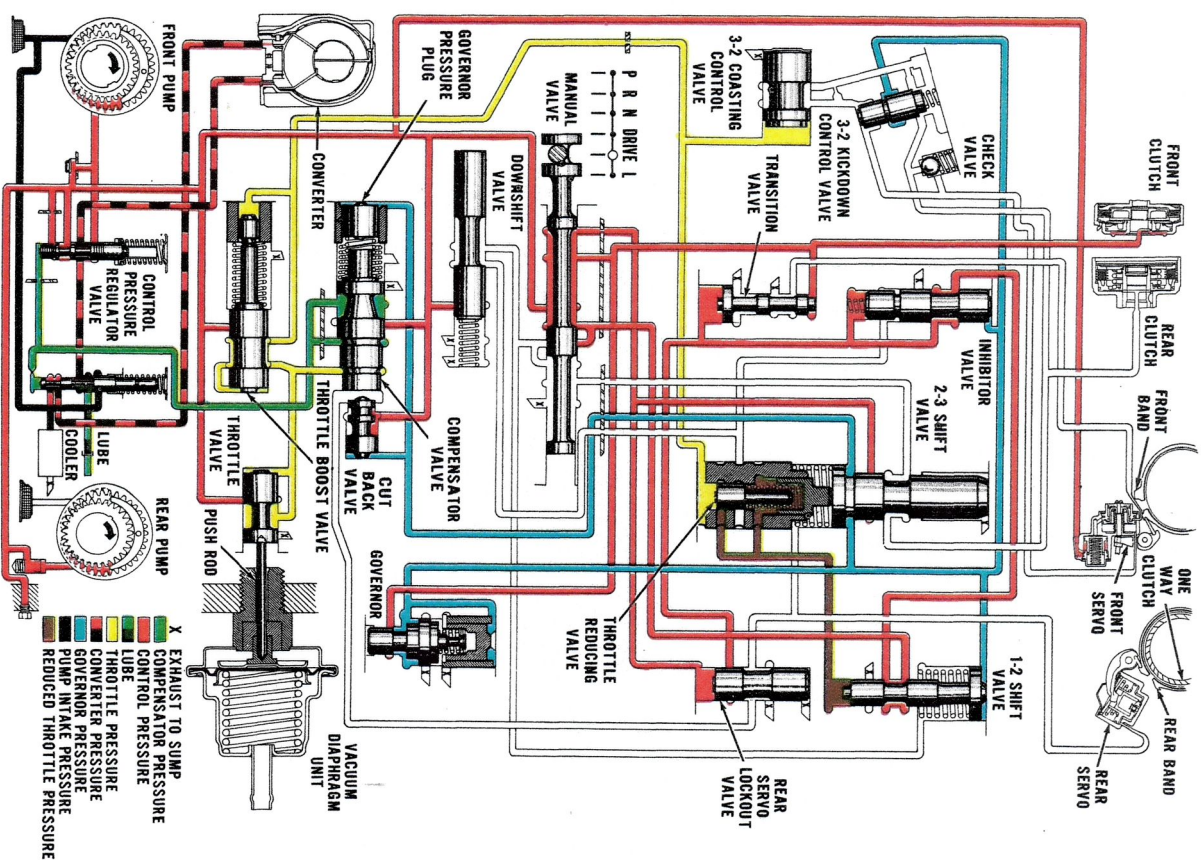 FRONT
CLUTCH
REAR
CLUTCH
FRONT
BAND
FRONT
SERVO
ONE
WAY
CLUTCH
REAR BAND
REAR
SERVO
CHECK
VALVE
3-2 KICKDOWN
CONTROL VALVE
3-2 COASTING
CONTROL
VALVE
TRANSITION
VALVE
INHIBITOR
VALVE
2-3 SHIFT
VALVE
1-2 SHIFT
VALVE
THROTTLE
REDUCING
VALVE
REAR
SERVO
LOCKOUT
VALVE
P R N DRIVE L
MANUAL
VALVE
DOWNSHIFT
VALVE
GOVERNOR
PRESSURE
PLUG
COMPENSATOR
VALVE
CUT
BACK
VALVE
GOVERNOR
THROTTLE BOOST VALVE
CONVERTER
THROTTLE
VALVE
PUSH ROD
VACUUM
DIAPHRAGM
UNIT
FRONT PUMP
CONTROL
PRESSURE
REGULATOR
VALVE
LUBE
COOLER
REAR PUMP
X EXHAUST TO SUMP
COMPENSATOR PRESSURE
CONTROL PRESSURE
LUBE
THROTTLE PRESSURE
CONVERTER PRESSURE
GOVERNOR PRESSURE
PUMP INTAKE PRESSURE
REDUCED THROTTLE PRESSURE